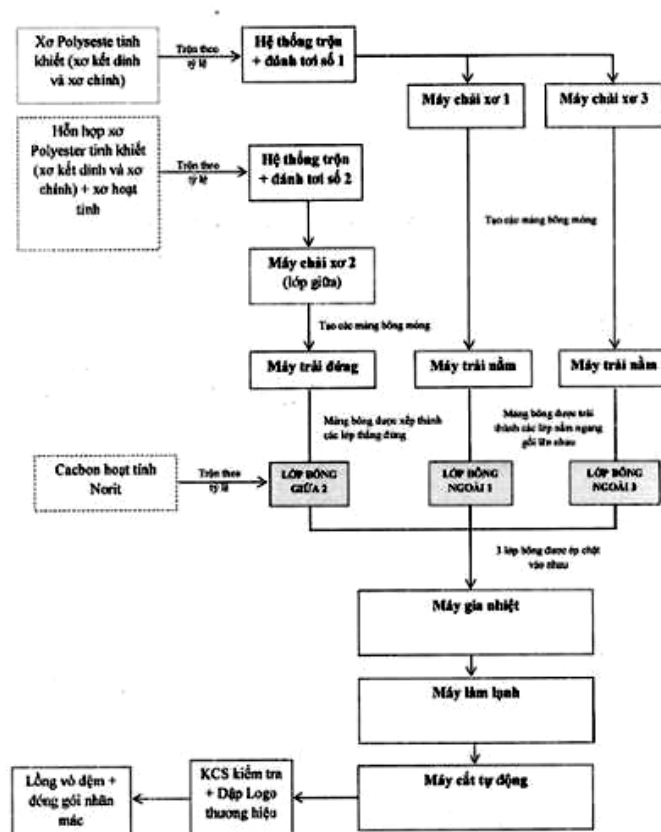 Xơ Polyseste tinh
khiết (xơ kết dính
và xơ chính)
Trộn theo
tỷ lệ
Hệ thống trộn
+ đánh tơi số 1
Máy chải xơ 1
Máy chải xơ 3
Hỗn hợp xơ
Polyester tinh khiết
(xơ kết dính và xơ
chính) + xơ hoạt
tính
Trộn theo
tỷ lệ
Hệ thống trộn
+ đánh tơi số 2
Máy chải xơ 2
(lớp giữa)
Tạo các màng bông mỏng
Tạo các màng bông mỏng
Máy trải đứng
Máy trải nằm
Máy trải nằm
Màng bông được xếp thành
các lớp thẳng đứng
Màng bông được trải
thành các lớp nằm ngang
gối lên nhau
Cacbon hoạt tính
Norit
Trộn theo
tỷ lệ
LỚP BÔNG
GIỮA 2
LỚP BÔNG
NGOÀI 1
LỚP BÔNG
NGOÀI 3
3 lớp bông được ép chặt
vào nhau
Máy gia nhiệt
Máy làm lạnh
Máy cắt tự động
KCS kiểm tra
+ Dập Logo
thương hiệu
Lồng vỏ đệm +
đóng gói nhãn
mác